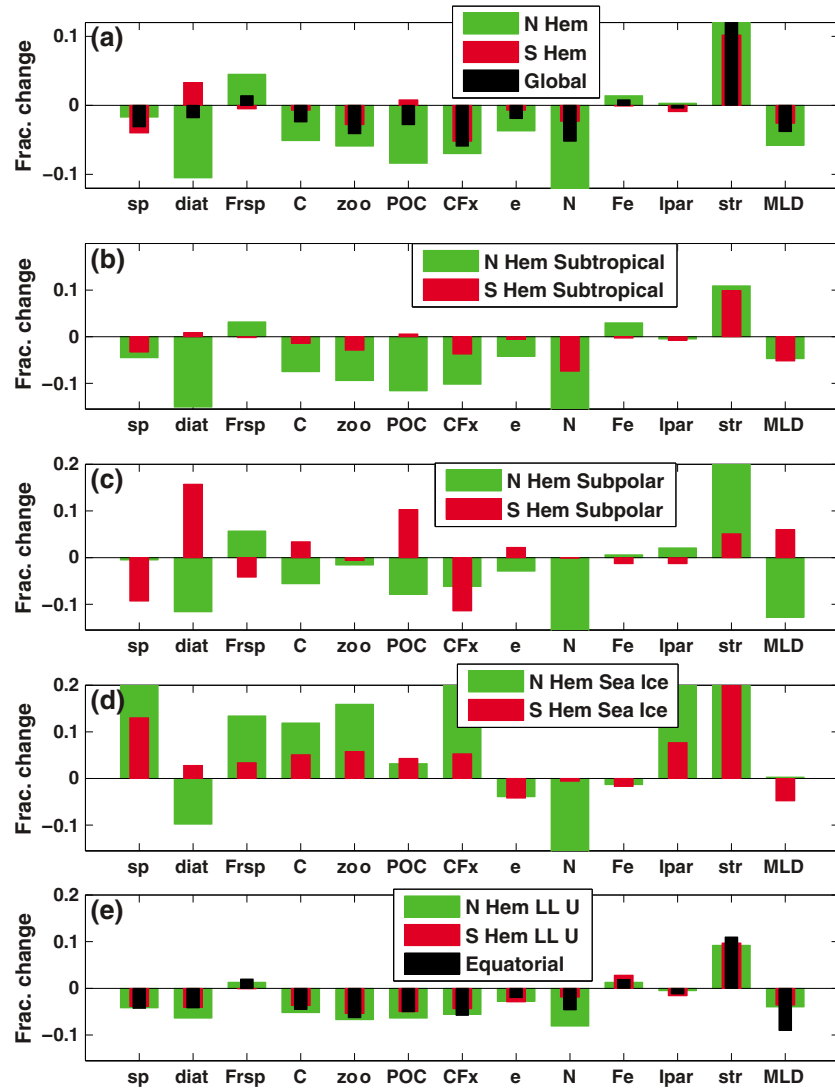 (a)
N Hem
S Hem
Global
Frac. change
0.1
0
−0.1
sp diat Frsp C zoo POC CFx e N Fe Ipar str MLD
(b)
N Hem Subtropical
S Hem Subtropical
Frac. change
0.1
0
−0.1
sp diat Frsp C zoo POC CFx e N Fe Ipar str MLD
(c)
N Hem Subpolar
S Hem Subpolar
Frac. change
0.2
0.1
0
−0.1
sp diat Frsp C zoo POC CFx e N Fe Ipar str MLD
(d)
N Hem Sea Ice
S Hem Sea Ice
Frac. change
0.2
0.1
0
−0.1
sp diat Frsp C zoo POC CFx e N Fe Ipar str MLD
(e)
N Hem LL U
S Hem LL U
Equatorial
Frac. change
0.2
0.1
0
−0.1
sp diat Frsp C zoo POC CFx e N Fe Ipar str MLD